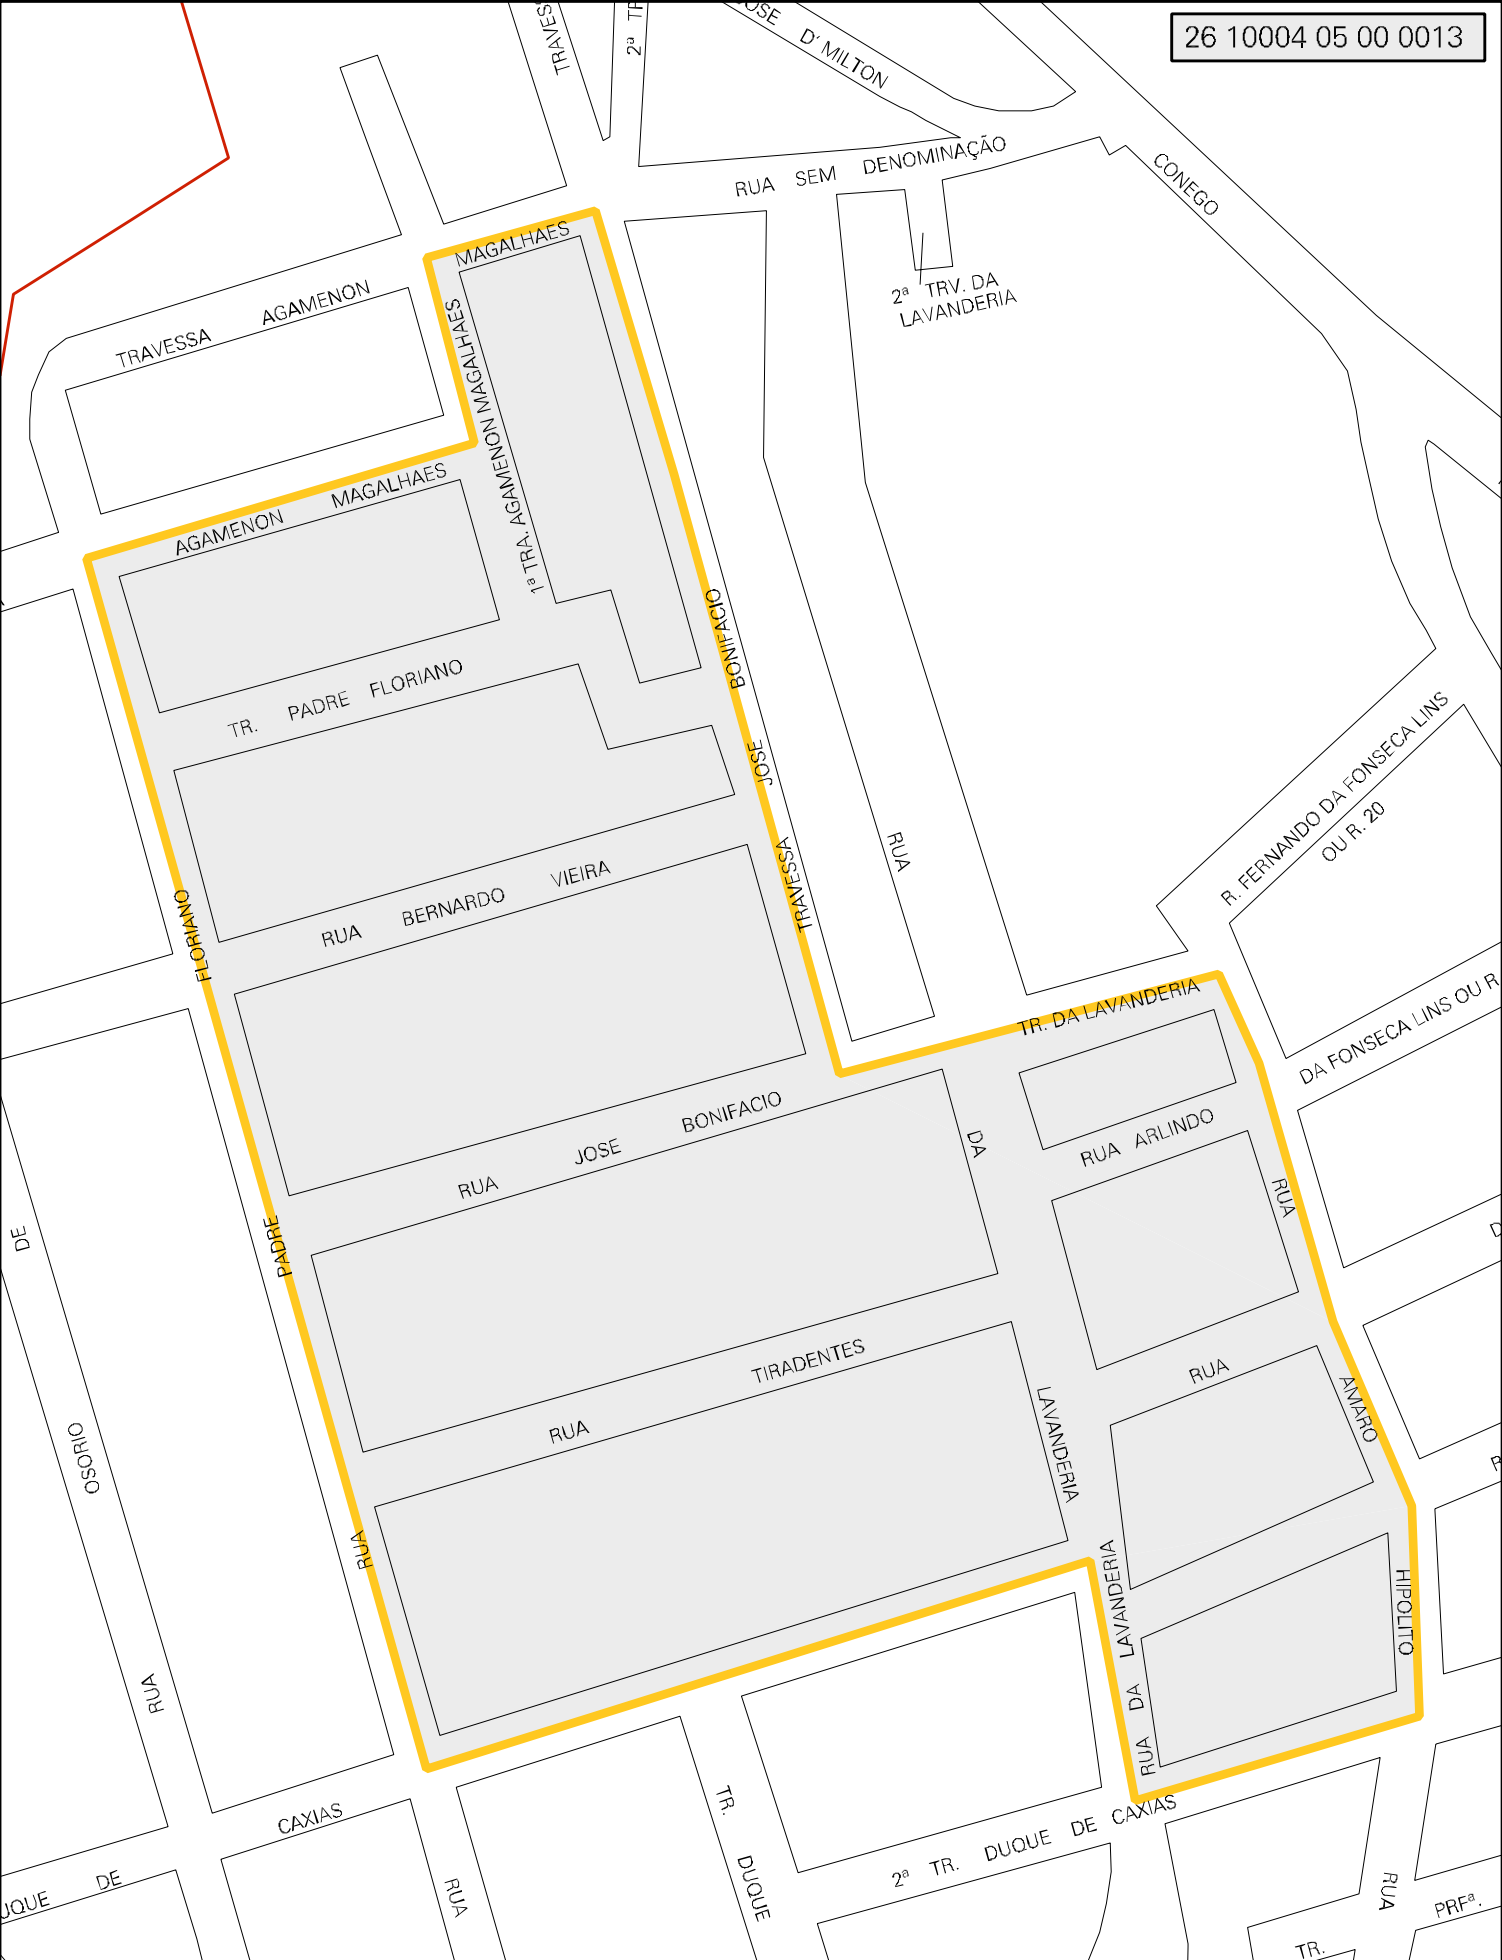 26 10004 05 00 0013
2ª TR
JOSE
D' MILTON
CONEGO
RUA SEM DENOMINAÇÃO
2ª TRV. DA
LAVANDERIA
MAGALHAES
TRAVESSA AGAMENON
1ª TRA. AGAMENON MAGALHAES
AGAMENON MAGALHAES
TR. PADRE FLORIANO
TRAVESSA JOSE BONIFACIO
R. FERNANDO DA FONSECA LINS
OU R. 20
RUA
RUA BERNARDO VIEIRA
RUA PADRE FLORIANO
TR. DA LAVANDERIA
DA FONSECA LINS OU R
RUA JOSE BONIFACIO
DA
RUA ARLINDO
RUA
RUA TIRADENTES
LAVANDERIA
RUA
AMARO
HIPOLITO
RUA DA LAVANDERIA
RUA OSORIO DE
CAXIAS
DE
RUA
TR. DUQUE
2ª TR. DUQUE DE CAXIAS
RUA
PRFª.
TR.